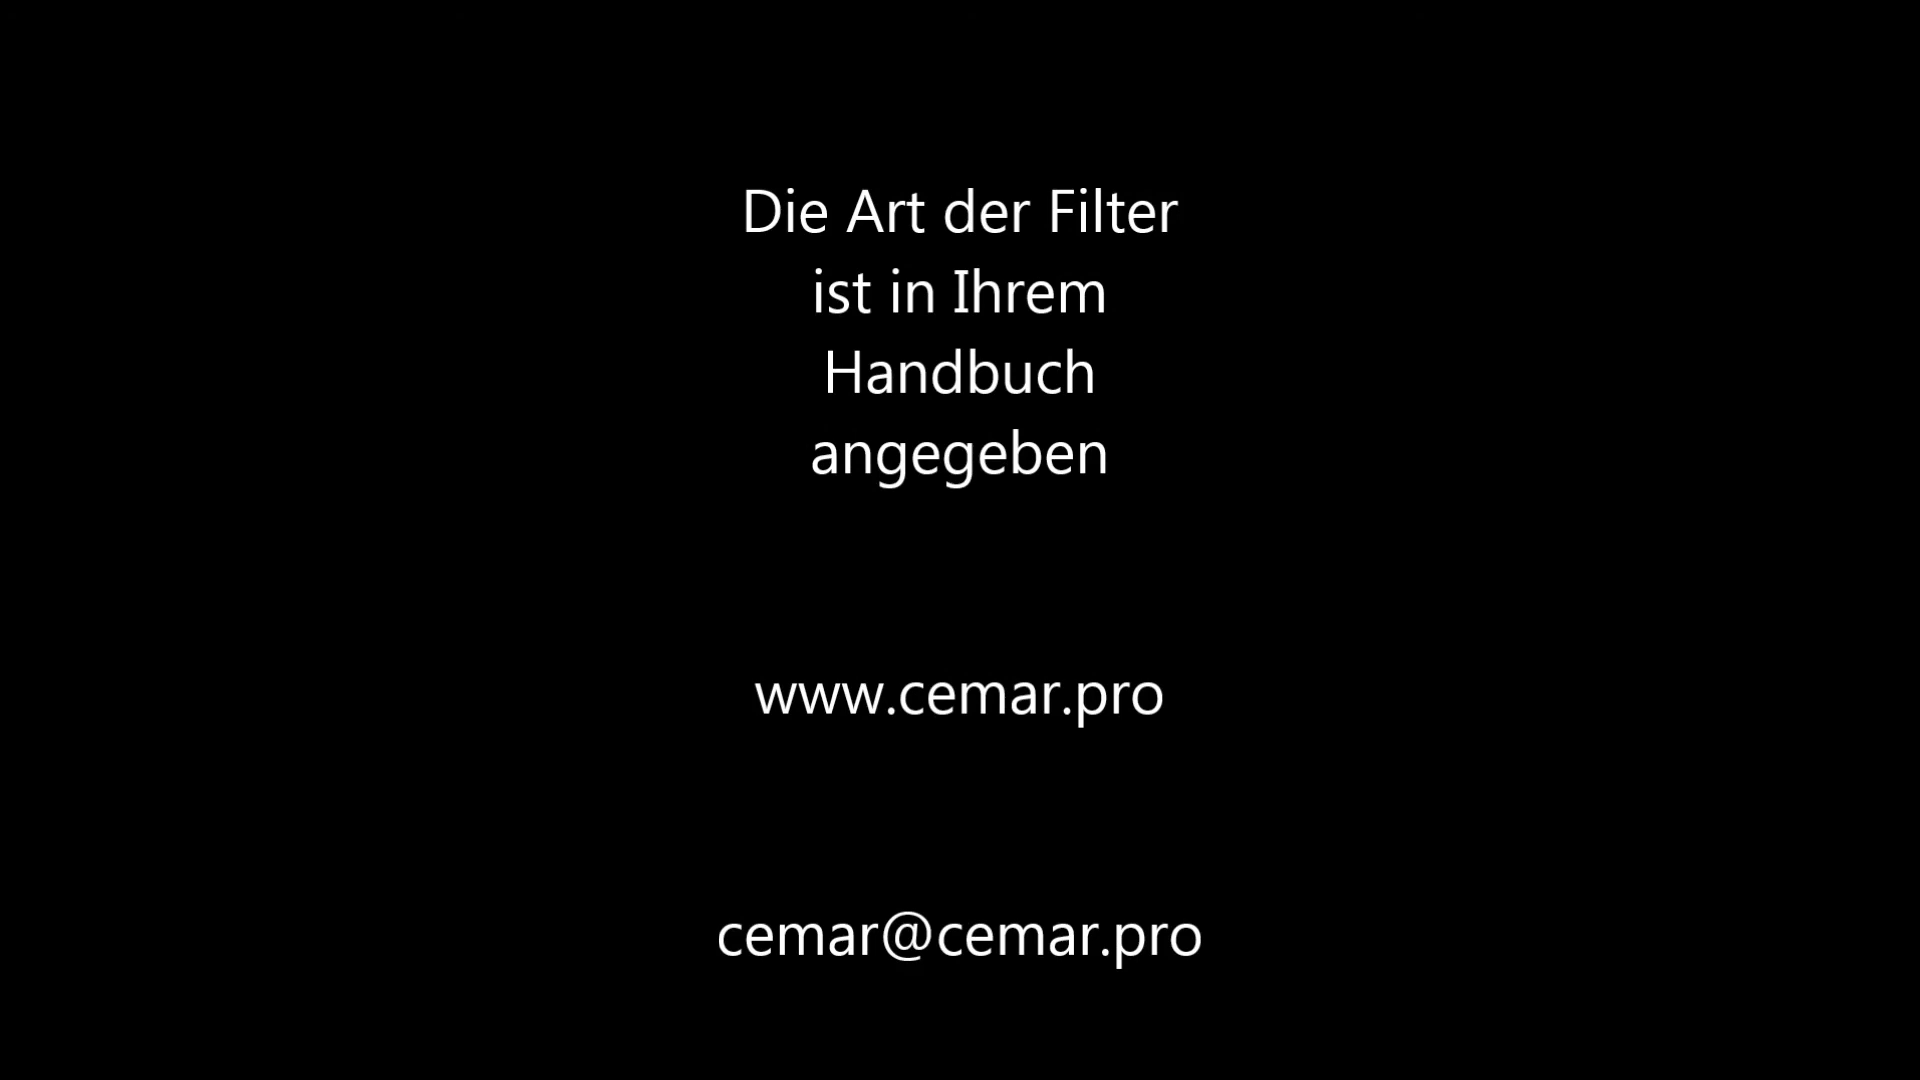 Die Art der Filter
ist in Ihrem
Handbuch
angegeben
www.cemar.pro
cemar@cemar.pro